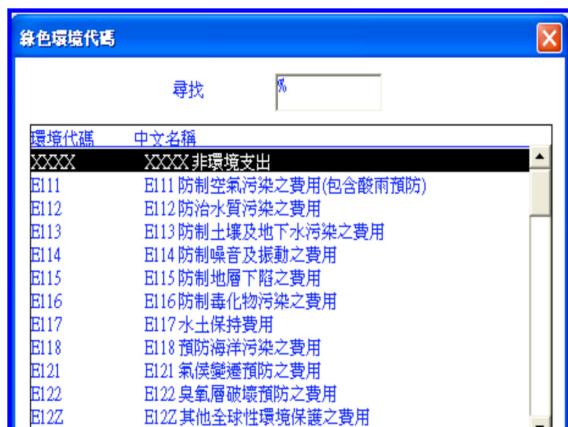 綠色環境代碼
尋找 %
環境代碼 中文名稱
XXXX XXXX 非環境支出
E111 E111 防制空氣污染之費用(包含酸雨預防)
E112 E112 防治水質污染之費用
E113 E113 防制土壤及地下水污染之費用
E114 E114 防制噪音及振動之費用
E115 E115 防制地層下陷之費用
E116 E116 防制毒化物污染之費用
E117 E117 水土保持費用
E118 E118 預防海洋污染之費用
E121 E121 氣侯變遷預防之費用
E122 E122 臭氧層破壞預防之費用
E12Z E12Z 其他全球性環境保護之費用